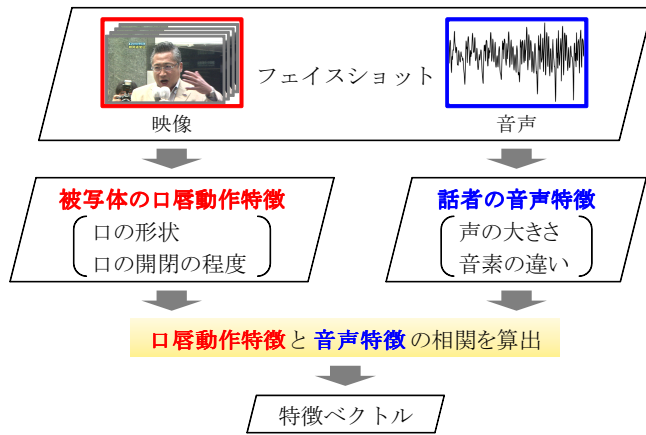 フェイスショット
映像
音声
被写体の口唇動作特徴
口の形状
口の開閉の程度
話者の音声特徴
声の大きさ
音素の違い
口唇動作特徴と音声特徴の相関を算出
特徴ベクトル